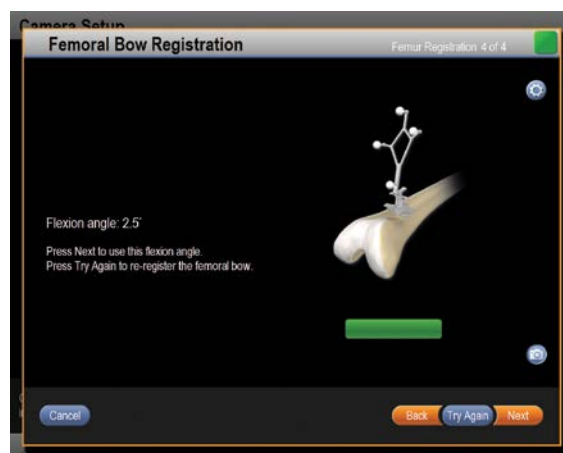 Camera Setup
Femoral Bow Registration
Femur Registration 4 of 4
Flexion angle: 2.5°
Press Next to use this flexion angle.
Press Try Again to re-register the femoral bow.
Cancel
Back
Try Again
Next